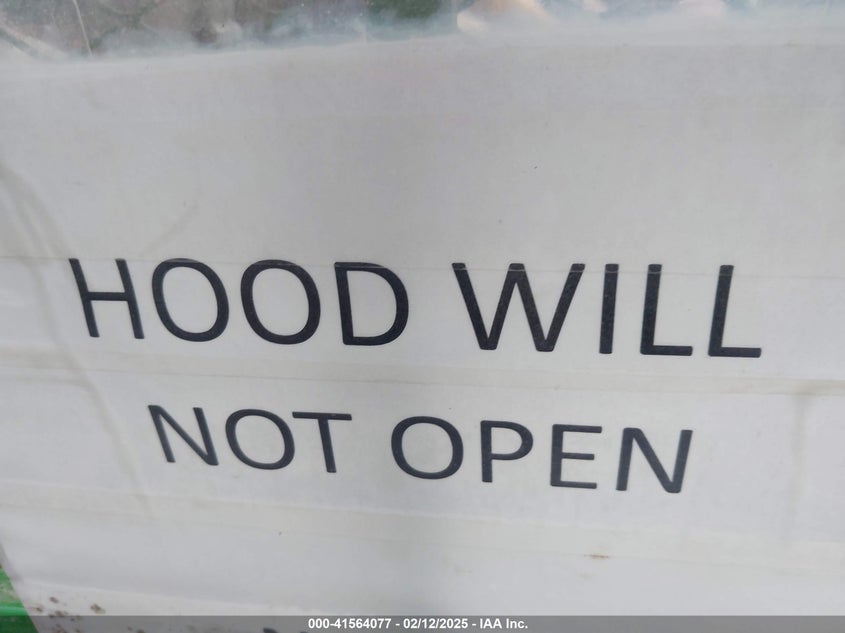 HOOD WILL
NOT OPEN
000-41564077 - 02/12/2025 - IAA Inc.